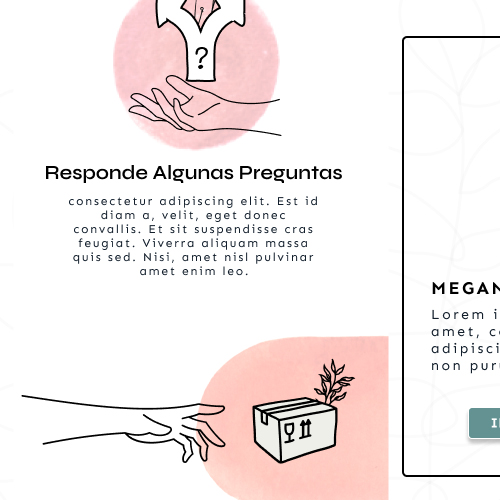 ?
Responde Algunas Preguntas
consectetur adipiscing elit. Est id
diam a, velit, eget donec
convallis. Et sit suspendisse cras
feugiat. Viverra aliquam massa
quis sed. Nisi, amet nisl pulvinar
amet enim leo.
MEGAN
Lorem i
amet, c
adipisci
non pur